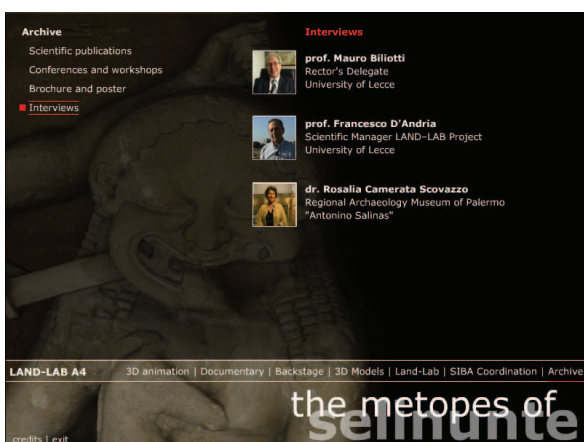 Archive
Scientific publications
Conferences and workshops
Brochure and poster
Interviews
Interviews
prof. Mauro Biliotti
Rector's Delegate
University of Lecce
prof. Francesco D'Andria
Scientific Manager LAND–LAB Project
University of Lecce
dr. Rosalia Camerata Scovazzo
Regional Archaeology Museum of Palermo
"Antonino Salinas"
LAND-LAB A4
3D animation | Documentary | Backstage | 3D Models | Land-Lab | SIBA Coordination | Archive
the metopes of
selinunte
credits | exit